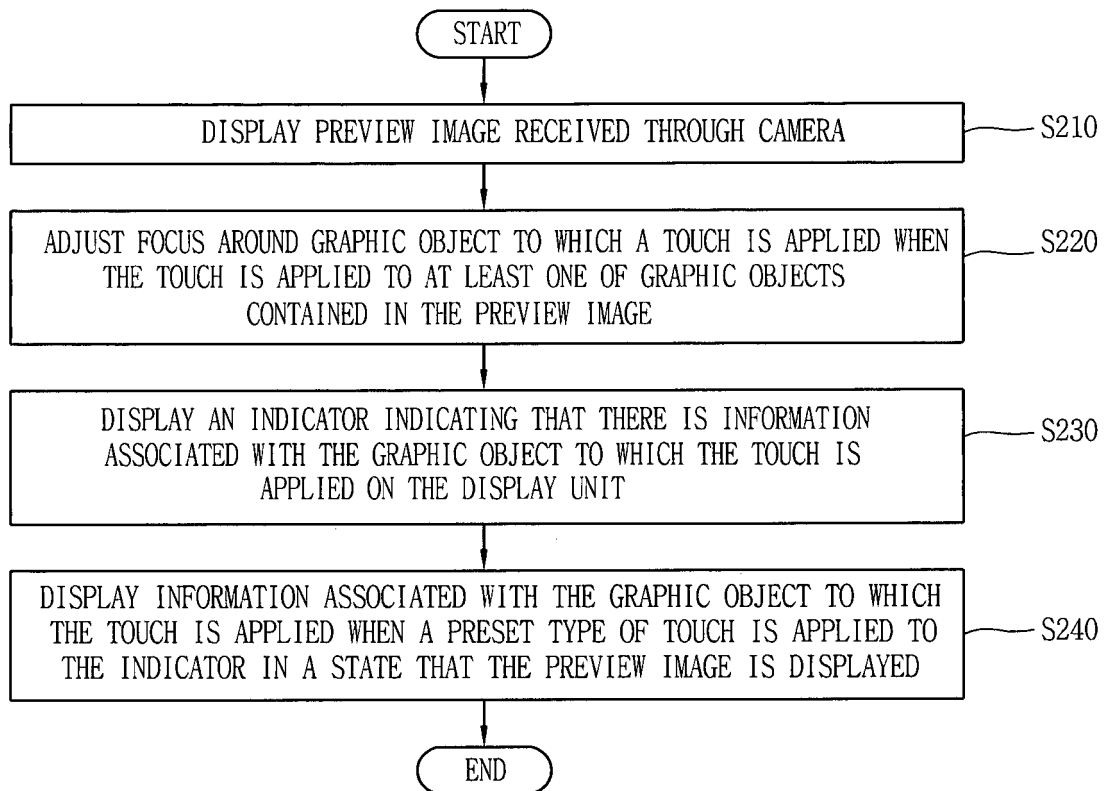 START
DISPLAY PREVIEW IMAGE RECEIVED THROUGH CAMERA
S210
ADJUST FOCUS AROUND GRAPHIC OBJECT TO WHICH A TOUCH IS APPLIED WHEN
THE TOUCH IS APPLIED TO AT LEAST ONE OF GRAPHIC OBJECTS
CONTAINED IN THE PREVIEW IMAGE
S220
DISPLAY AN INDICATOR INDICATING THAT THERE IS INFORMATION
ASSOCIATED WITH THE GRAPHIC OBJECT TO WHICH THE TOUCH IS
APPLIED ON THE DISPLAY UNIT
S230
DISPLAY INFORMATION ASSOCIATED WITH THE GRAPHIC OBJECT TO WHICH
THE TOUCH IS APPLIED WHEN A PRESET TYPE OF TOUCH IS APPLIED TO
THE INDICATOR IN A STATE THAT THE PREVIEW IMAGE IS DISPLAYED
S240
END